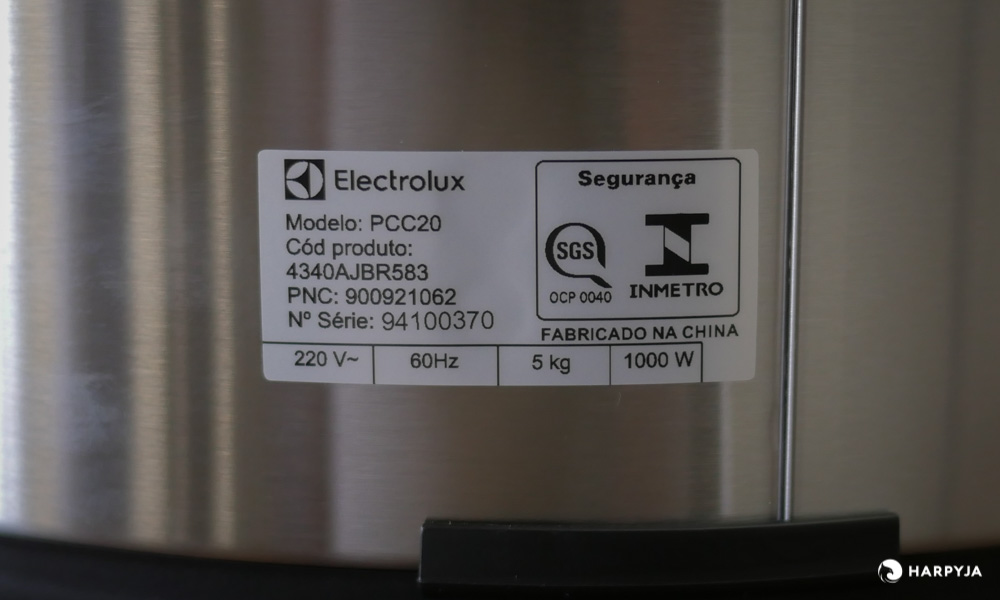 Electrolux
Modelo: PCC20
Cód produto:
4340AJBR583
PNC: 900921062
Nº Série: 94100370
Segurança
SGS
OCP 0040
INMETRO
FABRICADO NA CHINA
220 V~ 60Hz 5 kg 1000 W
HARPYJA